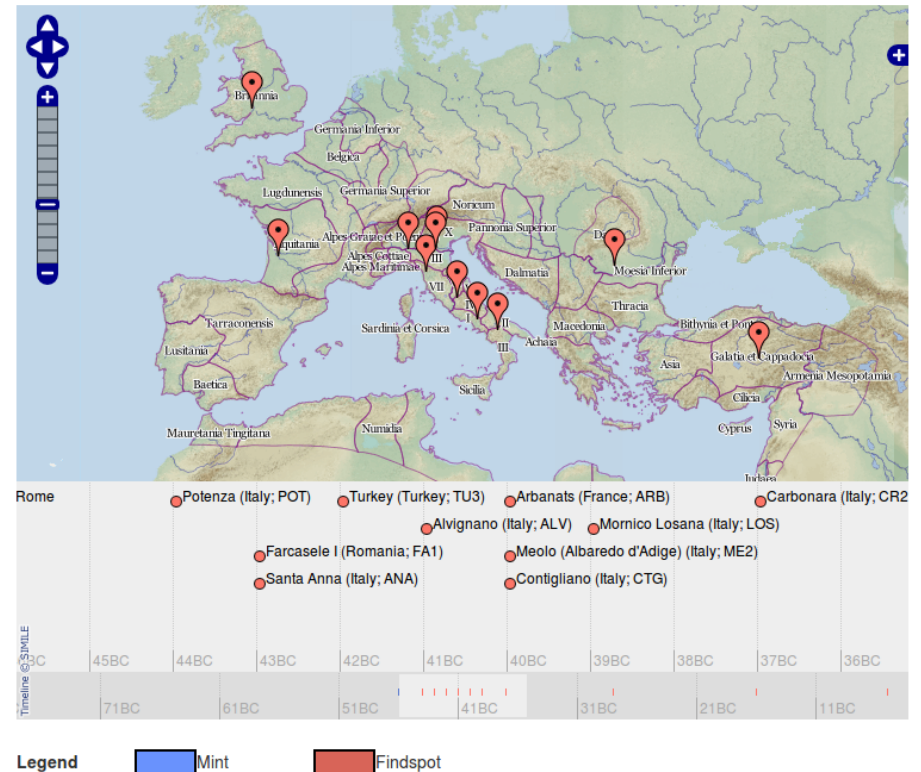 Britannia
Germania Inferior
Belgica
Lugdunensis
Germania Superior
Noricum
X
Pannonia Superior
Aquitania
Alpes Graiae et
Alpes Cottiae
III
Alpes Maritimae
Moesia Inferior
VII
Dalmatia
Thracia
Tarraconensis
Sardinia et Corsica
I
II
Macedonia
Bithynia et Pontus
Lusitania
III
Achaia
Asia
Galatia et Cappadocia
Armenia Mesopotamia
Baetica
Sicilia
Cilicia
Mauretania Tingitana
Numidia
Cyprus
Syria
Judaea
Rome
Potenza (Italy; POT)
Turkey (Turkey; TU3)
Arbanats (France; ARB)
Carbonara (Italy; CR2
Alvignano (Italy; ALV)
Mornico Losana (Italy; LOS)
Farcasele I (Romania; FA1)
Meolo (Albaredo d'Adige) (Italy; ME2)
Santa Anna (Italy; ANA)
Contigliano (Italy; CTG)
Timeline © SIMILE
45BC
44BC
43BC
42BC
41BC
40BC
39BC
38BC
37BC
36BC
71BC
61BC
51BC
41BC
31BC
21BC
11BC
Legend
Mint
Findspot